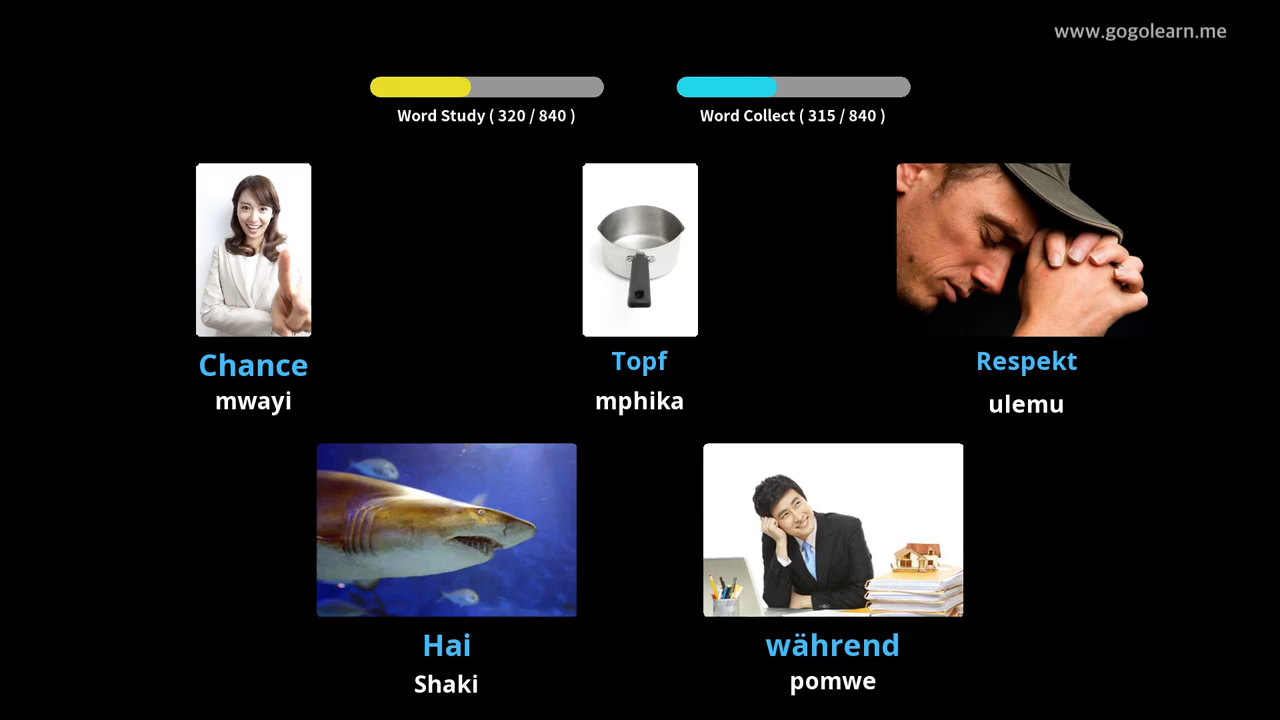 www.gogolearn.me
Word Study ( 320 / 840 )
Word Collect ( 315 / 840 )
Chance
mwayi
Topf
mphika
Respekt
ulemu
Hai
Shaki
während
pomwe